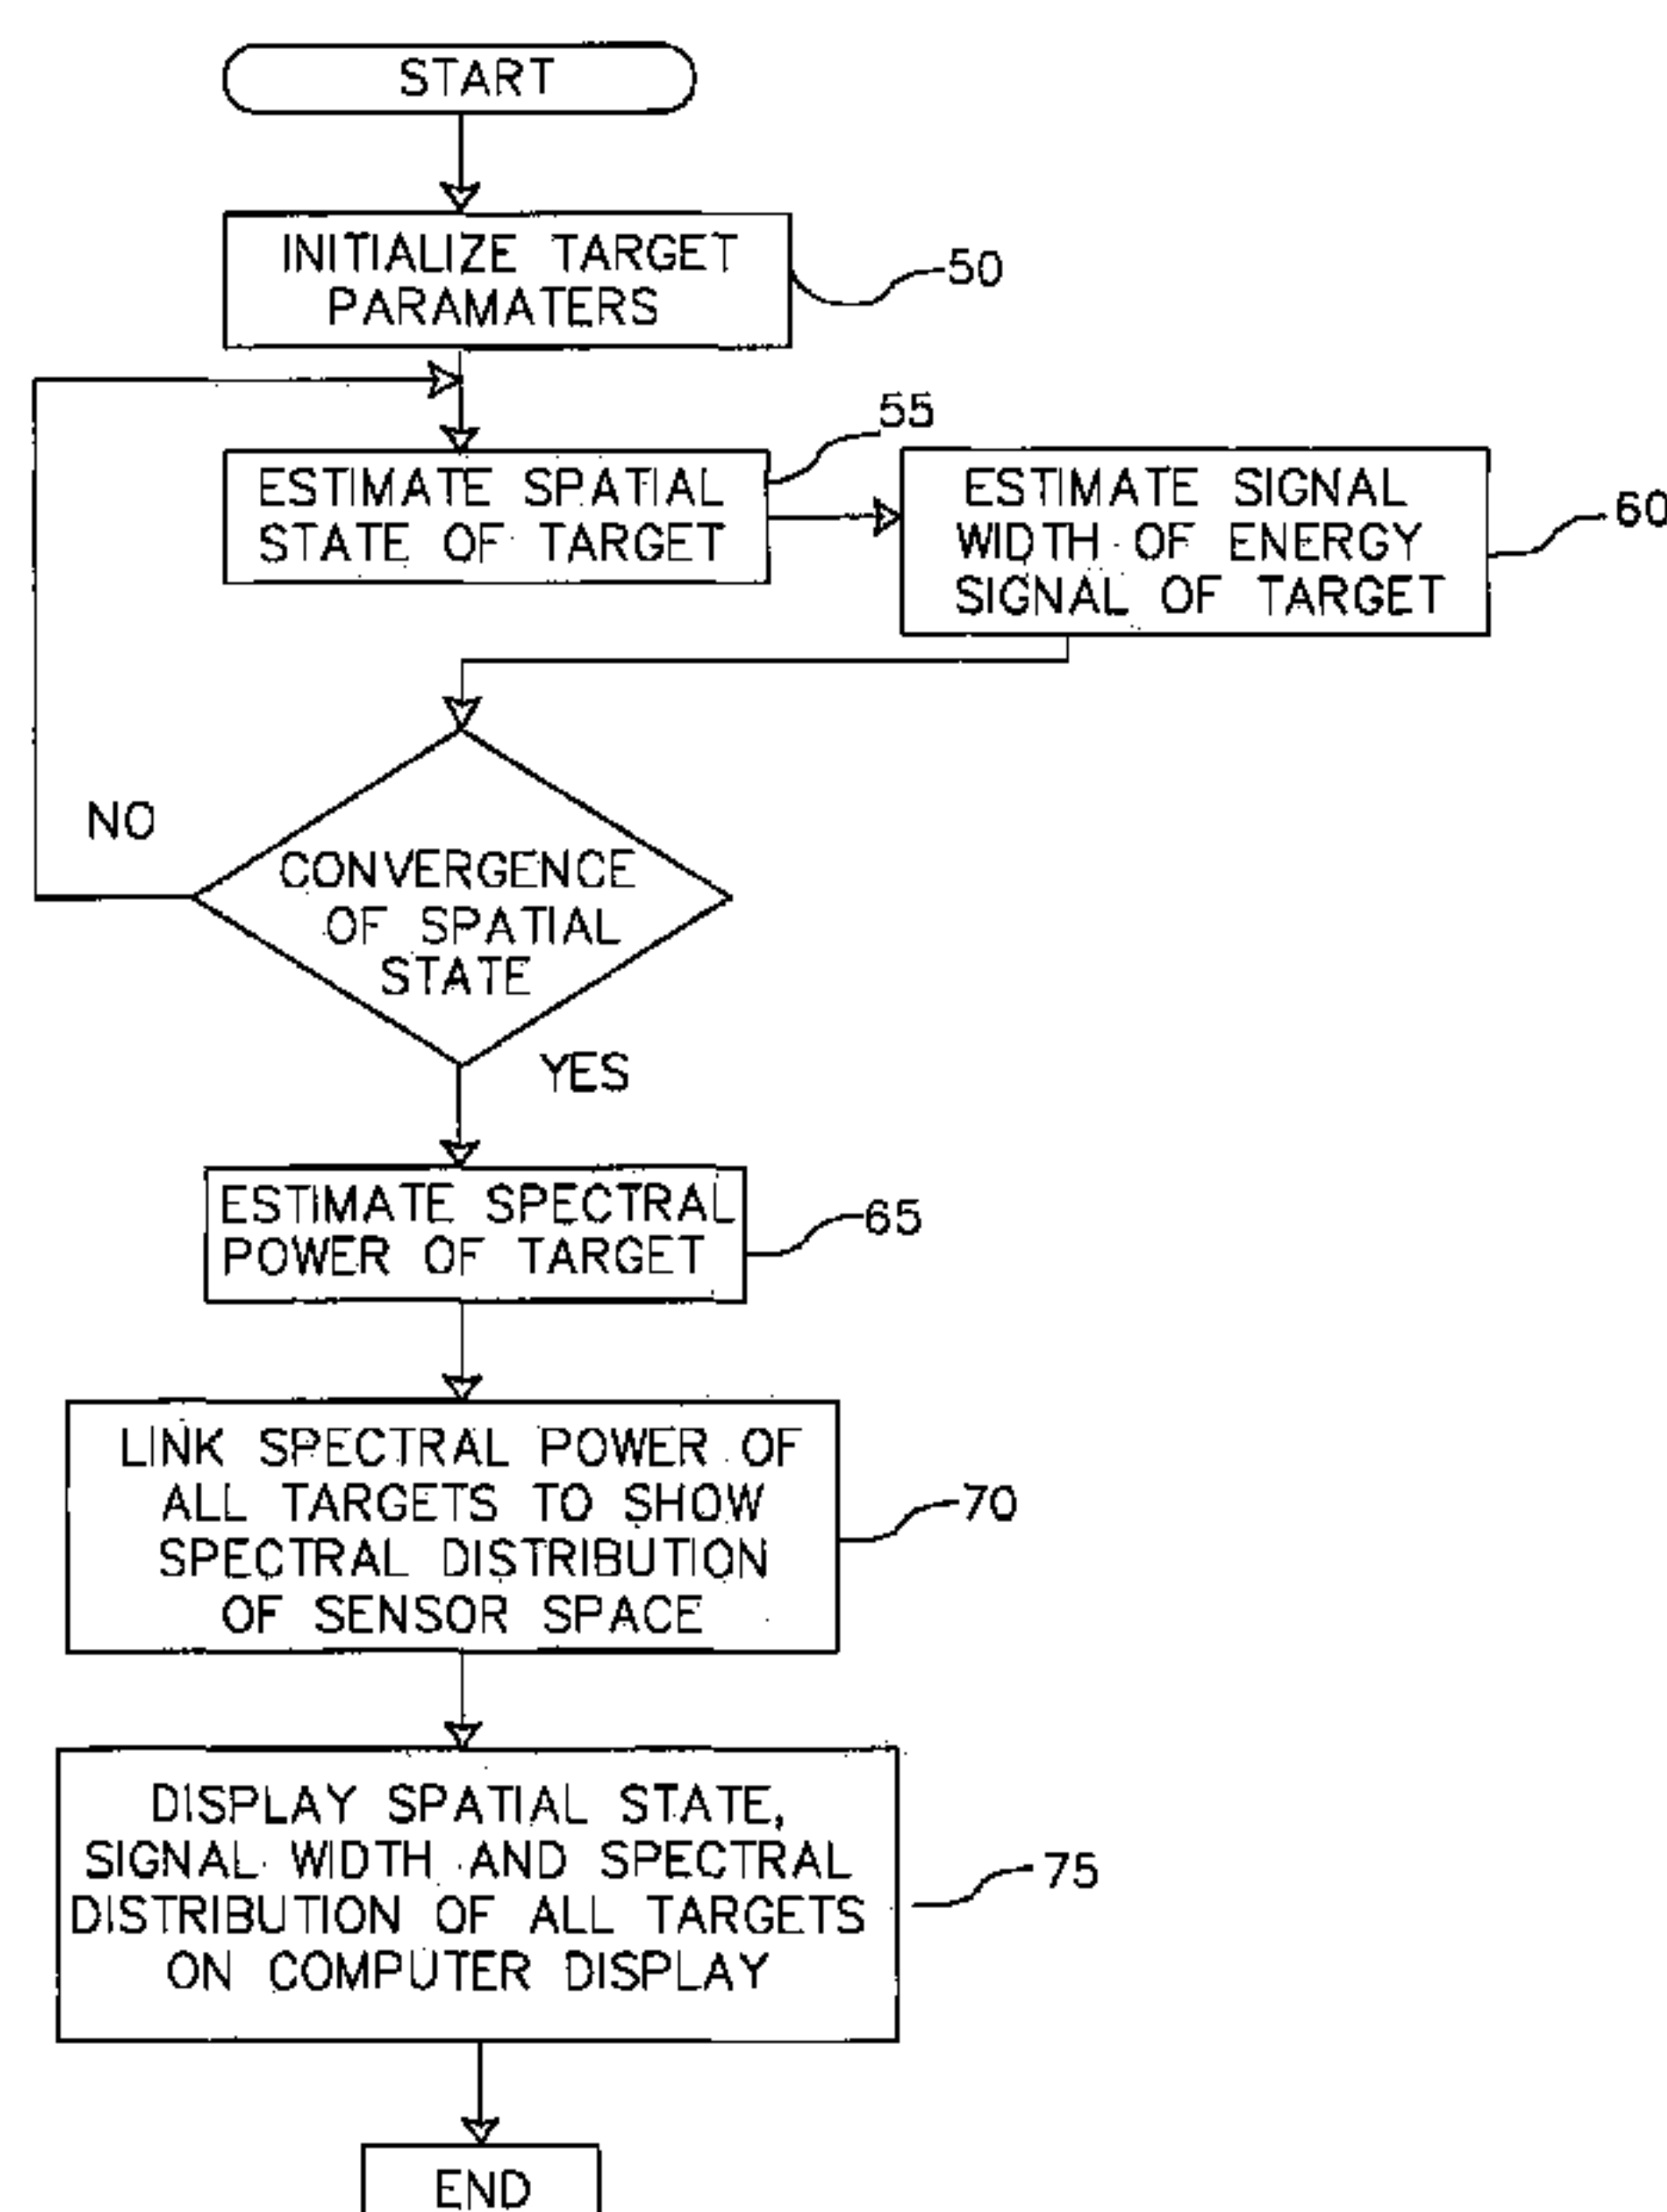 START
INITIALIZE TARGET
PARAMATERS
50
55
ESTIMATE SPATIAL
STATE OF TARGET
ESTIMATE SIGNAL
WIDTH OF ENERGY
SIGNAL OF TARGET
60
NO
CONVERGENCE
OF SPATIAL
STATE
YES
ESTIMATE SPECTRAL
POWER OF TARGET
65
LINK SPECTRAL POWER OF
ALL TARGETS TO SHOW
SPECTRAL DISTRIBUTION
OF SENSOR SPACE
70
DISPLAY SPATIAL STATE,
SIGNAL WIDTH AND SPECTRAL
DISTRIBUTION OF ALL TARGETS
ON COMPUTER DISPLAY
75
END